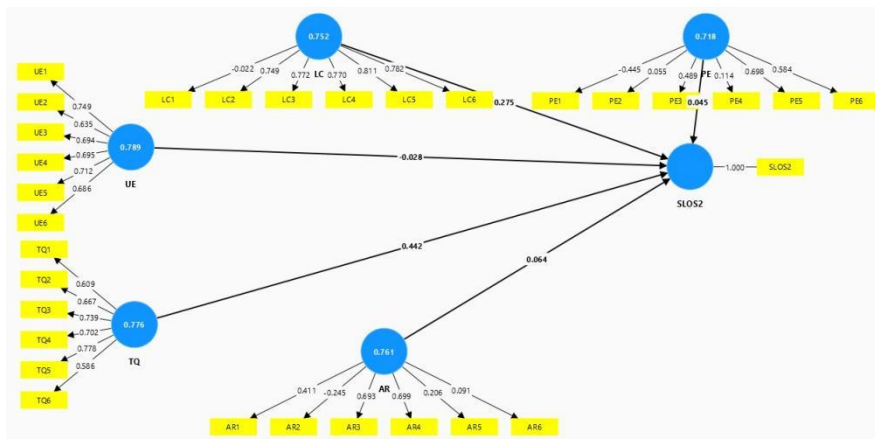 0.752
LC
-0.022
0.749
0.772
0.770
0.811
0.782
LC1
LC2
LC3
LC4
LC5
LC6
0.718
PE
-0.445
0.055
0.489
0.114
0.698
0.584
PE1
PE2
PE3
PE4
PE5
PE6
0.275
0.045
UE1
UE2
UE3
UE4
UE5
UE6
0.749
0.635
0.694
0.695
0.712
0.686
0.789
UE
-0.028
SLOS2
1.000
SLOS2
TQ1
TQ2
TQ3
TQ4
TQ5
TQ6
0.609
0.667
0.739
0.702
0.778
0.586
0.776
TQ
0.442
0.064
0.761
AR
0.411
-0.245
0.693
0.699
0.206
0.091
AR1
AR2
AR3
AR4
AR5
AR6